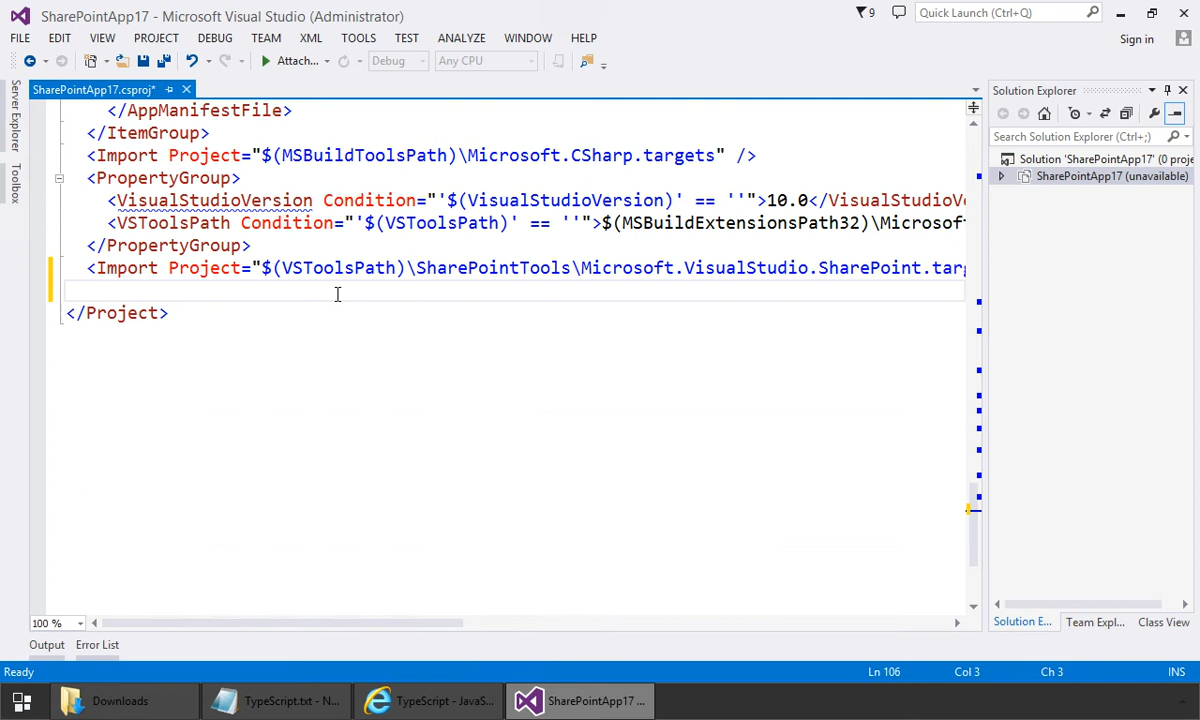 SharePointApp17 - Microsoft Visual Studio (Administrator)
9
Quick Launch (Ctrl+Q)
FILE EDIT VIEW PROJECT DEBUG TEAM XML TOOLS TEST ANALYZE WINDOW HELP
Sign in
Attach...
Debug
Any CPU
Server Explorer
Toolbox
SharePointApp17.csproj*
</AppManifestFile>
</ItemGroup>
<Import Project="$(MSBuildToolsPath)\Microsoft.CSharp.targets" />
<PropertyGroup>
<VisualStudioVersion Condition="'$(VisualStudioVersion)' == ''">10.0</VisualStudioV
<VSToolsPath Condition="'$(VSToolsPath)' == ''">$(MSBuildExtensionsPath32)\Micros
</PropertyGroup>
<Import Project="$(VSToolsPath)\SharePointTools\Microsoft.VisualStudio.SharePoint.targ
</Project>
100 %
Solution Explorer
Search Solution Explorer (Ctrl+;)
Solution 'SharePointApp17' (0 proje
SharePointApp17 (unavailable)
Solution E... Team Expl... Class View
Output Error List
Ready
Ln 106 Col 3 Ch 3 INS
Downloads
TypeScript.txt - N...
TypeScript - JavaS...
SharePointApp17 ...